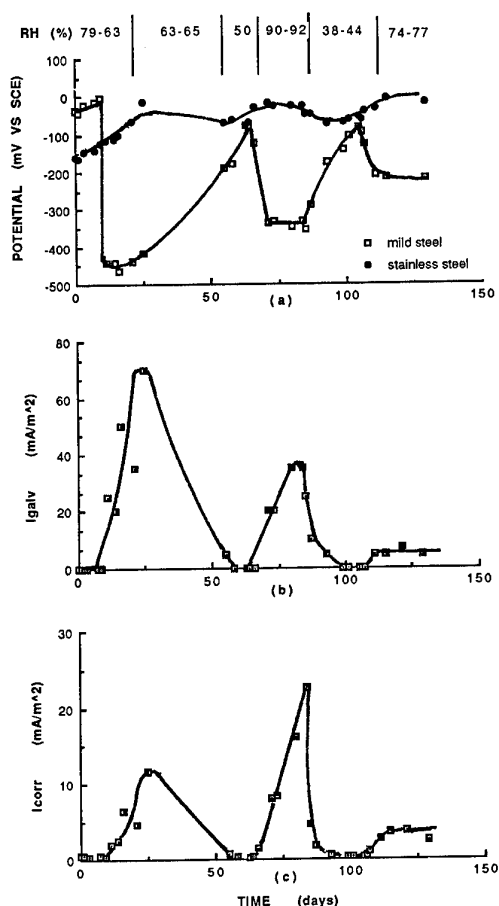 RH (%) 79-63 63-65 50 90-92 38-44 74-77
100
0
-100
-200
-300
-400
-500
POTENTIAL (mV VS SCE)
mild steel
stainless steel
0 50 100 150
(a)
80
60
40
20
0
Igalv (mA/m^2)
0 50 100 150
(b)
30
20
10
0
Icorr (mA/m^2)
0 50 100 150
(c)
TIME (days)